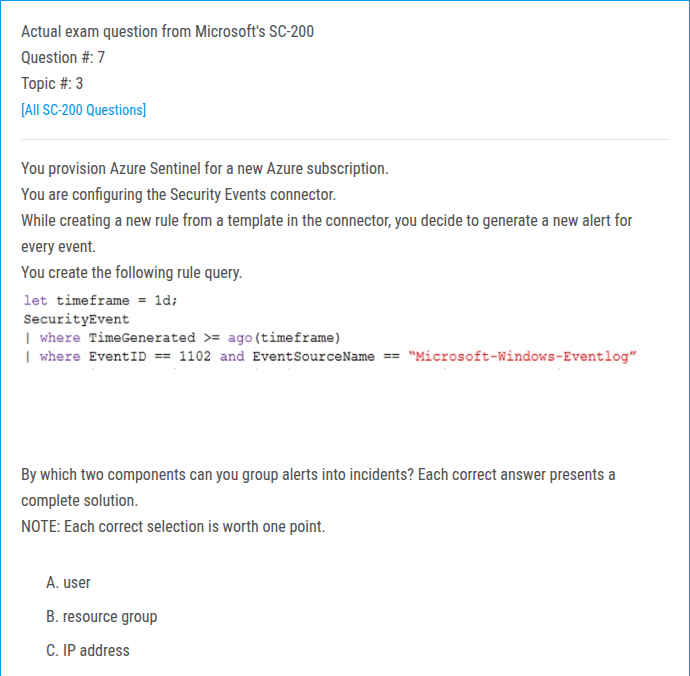 Actual exam question from Microsoft's SC-200
Question #: 7
Topic #: 3
[All SC-200 Questions]
You provision Azure Sentinel for a new Azure subscription.
You are configuring the Security Events connector.
While creating a new rule from a template in the connector, you decide to generate a new alert for
every event.
You create the following rule query.
let timeframe = 1d;
SecurityEvent
| where TimeGenerated >= ago(timeframe)
| where EventID == 1102 and EventSourceName == “Microsoft-Windows-Eventlog”
By which two components can you group alerts into incidents? Each correct answer presents a
complete solution.
NOTE: Each correct selection is worth one point.
A. user
B. resource group
C. IP address